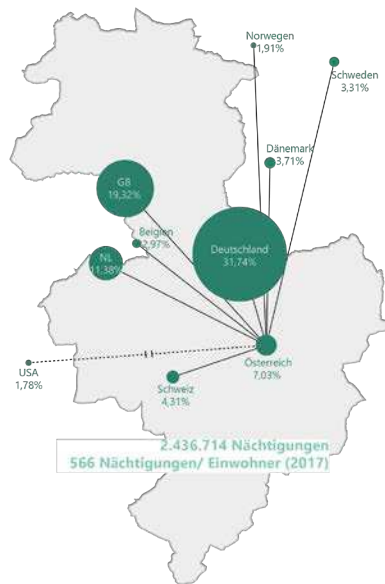 Norwegen
1,91%
Schweden
3,31%
Dänemark
3,71%
GB
19,32%
Belgien
2,97%
Deutschland
31,74%
NL
11,38%
Österreich
7,03%
USA
1,78%
Schweiz
4,31%
2.436.714 Nächtigungen
566 Nächtigungen/ Einwohner (2017)